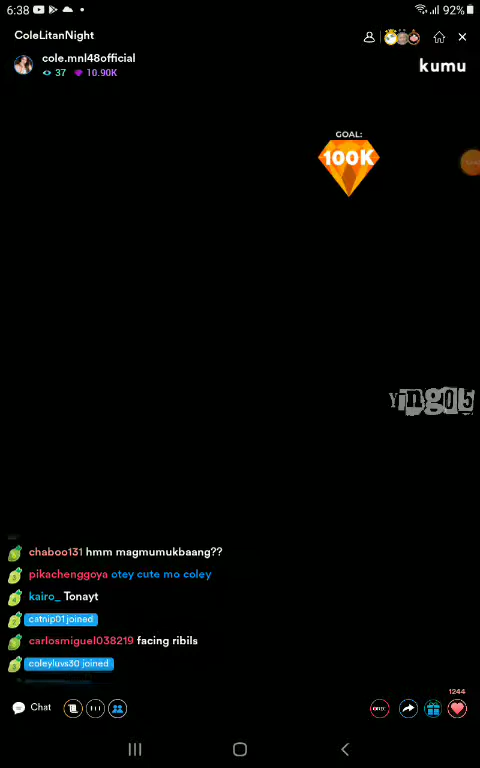 6:38
92%
ColeLitanNight
cole.mnl48official
37 10.90K
kumu
GOAL:
100K
Yingo15
chaboo131 hmm magmumukbaang??
pikachenggoya otey cute mo coley
kairo_ Tonayt
catnip01 joined
carlosmiguel038219 facing ribils
coleyluvs30 joined
1244
Chat